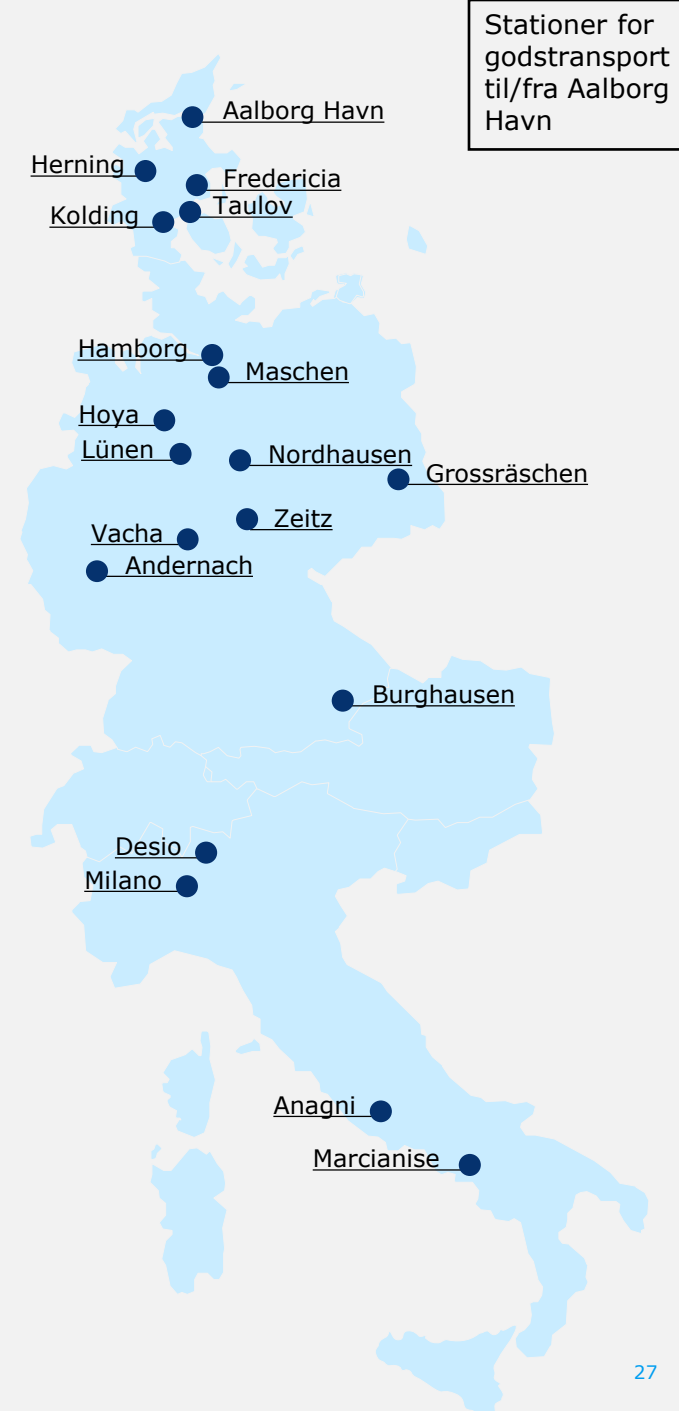 Stationer for
godstransport
til/fra Aalborg
Havn
Aalborg Havn
Herning
Fredericia
Taulov
Kolding
Hamborg
Maschen
Hoya
Lünen
Nordhausen
Grossräschen
Zeitz
Vacha
Andernach
Burghausen
Desio
Milano
Anagni
Marcianise
27